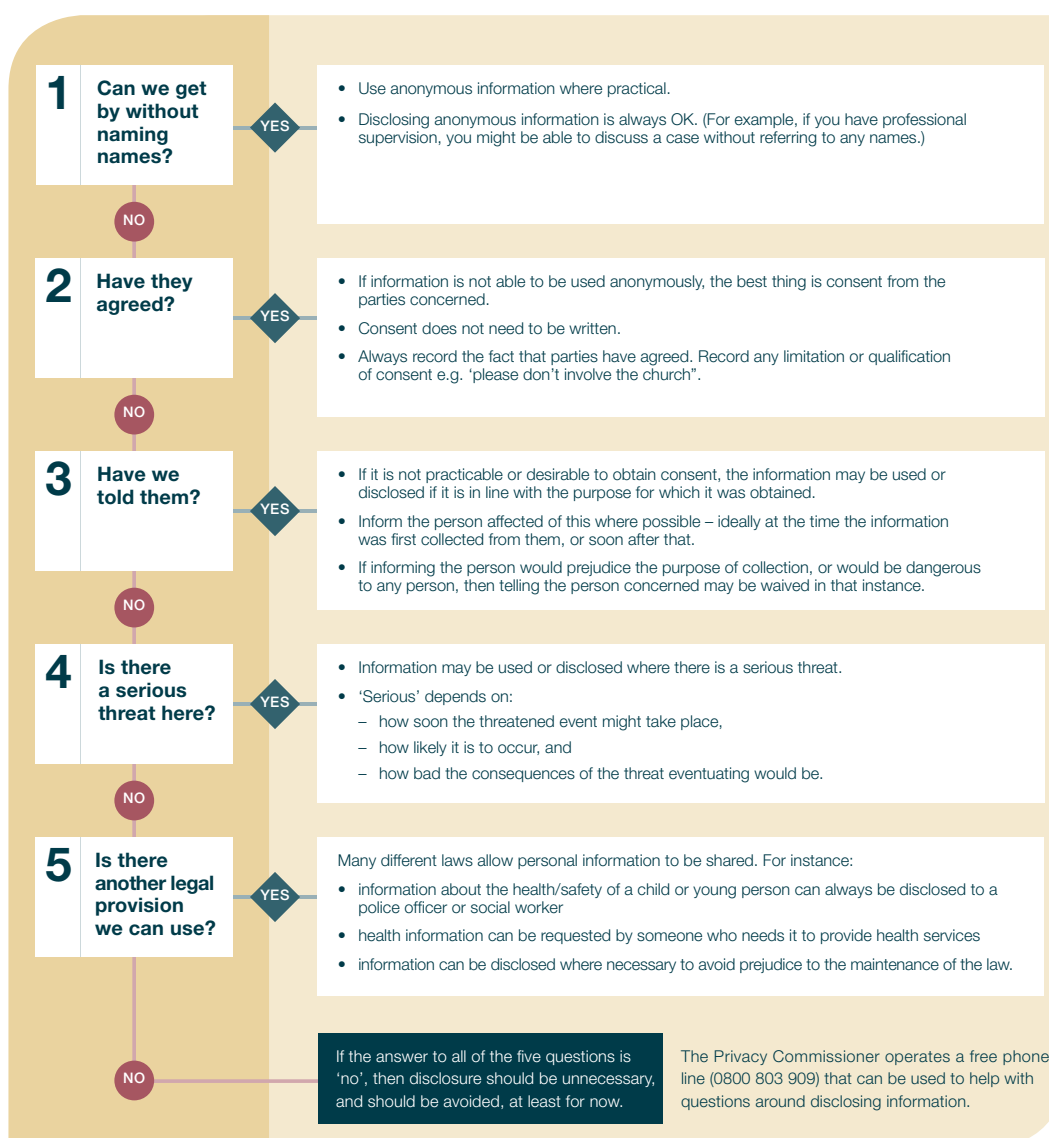 1
Can we get
by without
naming
names?
YES
• Use anonymous information where practical.
• Disclosing anonymous information is always OK. (For example, if you have professional
supervision, you might be able to discuss a case without referring to any names.)
NO
2
Have they
agreed?
YES
• If information is not able to be used anonymously, the best thing is consent from the
parties concerned.
• Consent does not need to be written.
• Always record the fact that parties have agreed. Record any limitation or qualification
of consent e.g. ‘please don’t involve the church”.
NO
3
Have we
told them?
YES
• If it is not practicable or desirable to obtain consent, the information may be used or
disclosed if it is in line with the purpose for which it was obtained.
• Inform the person affected of this where possible – ideally at the time the information
was first collected from them, or soon after that.
• If informing the person would prejudice the purpose of collection, or would be dangerous
to any person, then telling the person concerned may be waived in that instance.
NO
4
Is there
a serious
threat here?
YES
• Information may be used or disclosed where there is a serious threat.
• ‘Serious’ depends on:
– how soon the threatened event might take place,
– how likely it is to occur, and
– how bad the consequences of the threat eventuating would be.
NO
5
Is there
another legal
provision
we can use?
YES
Many different laws allow personal information to be shared. For instance:
• information about the health/safety of a child or young person can always be disclosed to a
police officer or social worker
• health information can be requested by someone who needs it to provide health services
• information can be disclosed where necessary to avoid prejudice to the maintenance of the law.
NO
If the answer to all of the five questions is
‘no’, then disclosure should be unnecessary,
and should be avoided, at least for now.
The Privacy Commissioner operates a free phone
line (0800 803 909) that can be used to help with
questions around disclosing information.